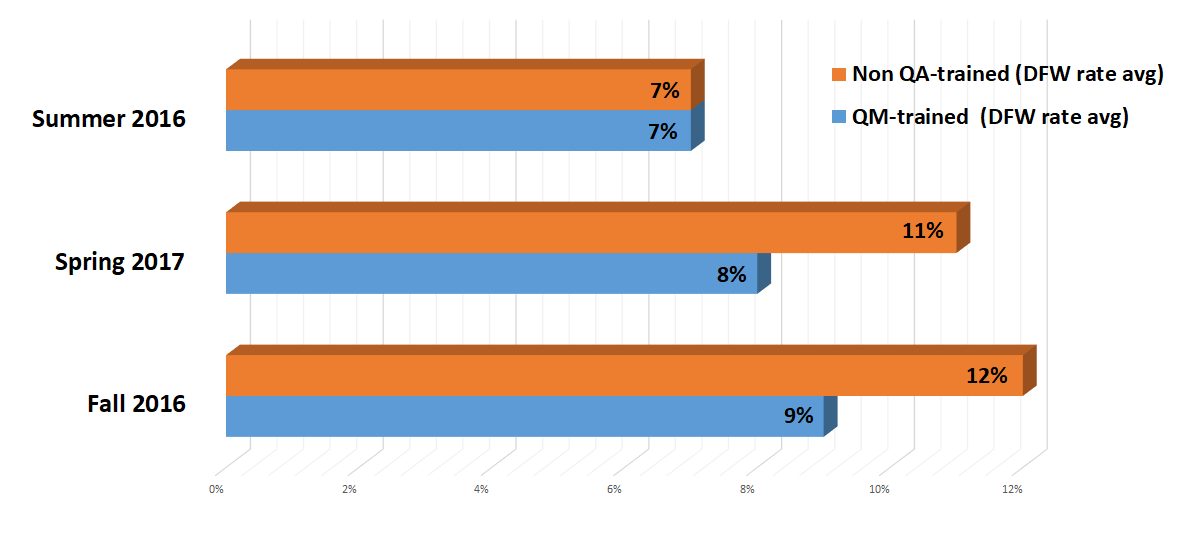 Non QA-trained (DFW rate avg)
QM-trained (DFW rate avg)
Summer 2016
7%
7%
Spring 2017
11%
8%
Fall 2016
12%
9%
0% 2% 4% 6% 8% 10% 12%